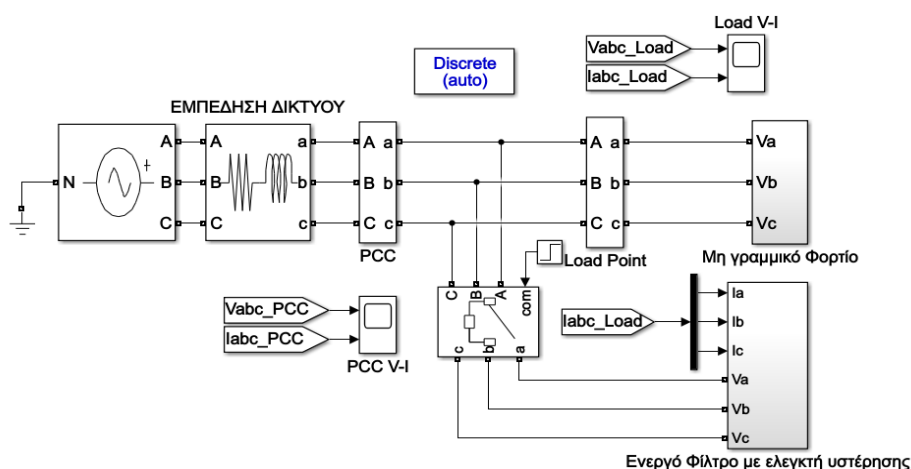 Load V-I
Vabc_Load
Iabc_Load
Discrete
(auto)
ΕΜΠΕΔΗΣΗ ΔΙΚΤΥΟΥ
N
A
B
C
A
B
C
a
b
c
A
B
C
a
b
c
PCC
A
B
C
a
b
c
Load Point
Va
Vb
Vc
Μη γραμμικό Φορτίο
Vabc_PCC
Iabc_PCC
PCC V-I
C
B
A
com
c
b
a
Iabc_Load
Ia
Ib
Ic
Va
Vb
Vc
Ενεργό Φίλτρο με ελεγκτή υστέρησης